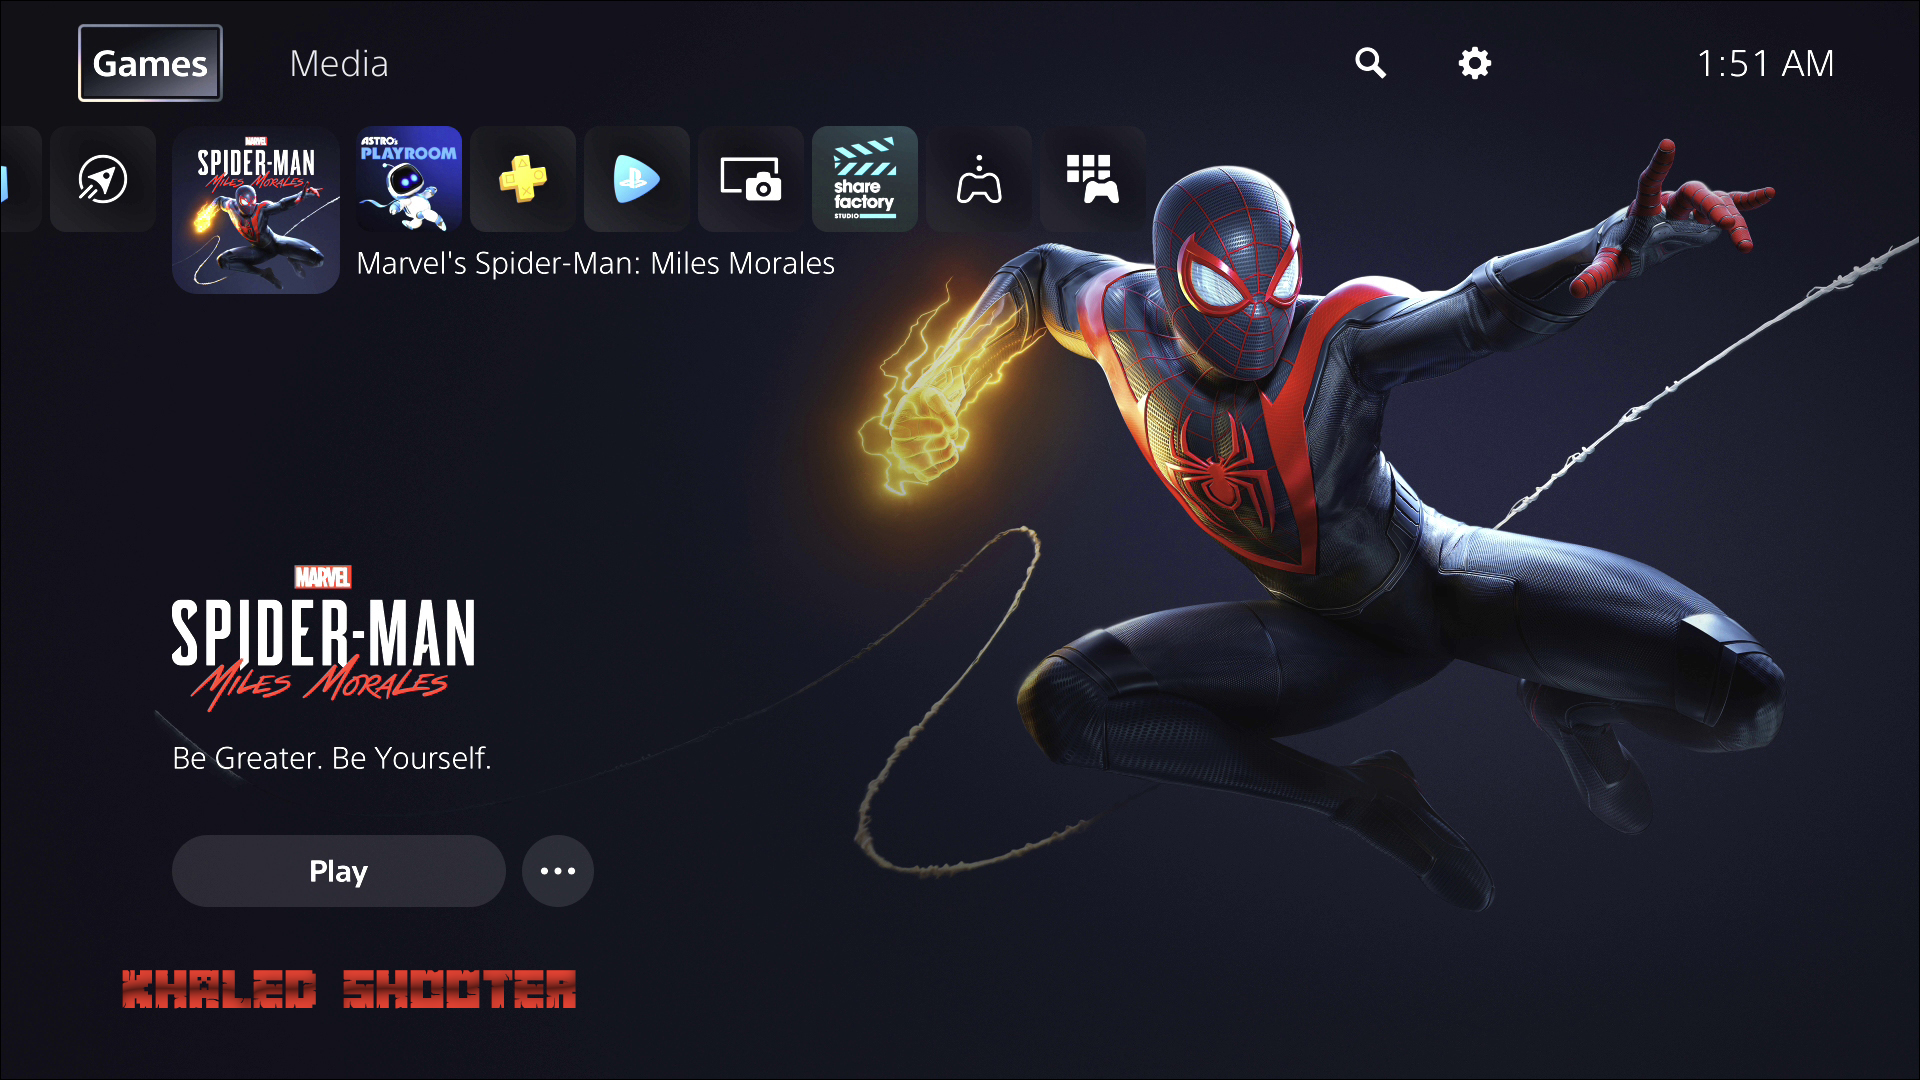 Games
Media
1:51 AM
MARVEL
SPIDER-MAN
MILES MORALES
ASTRO's
PLAYROOM
share
factory
STUDIO
Marvel's Spider-Man: Miles Morales
MARVEL
SPIDER-MAN
MILES MORALES
Be Greater. Be Yourself.
Play
KHALED SHOOTER